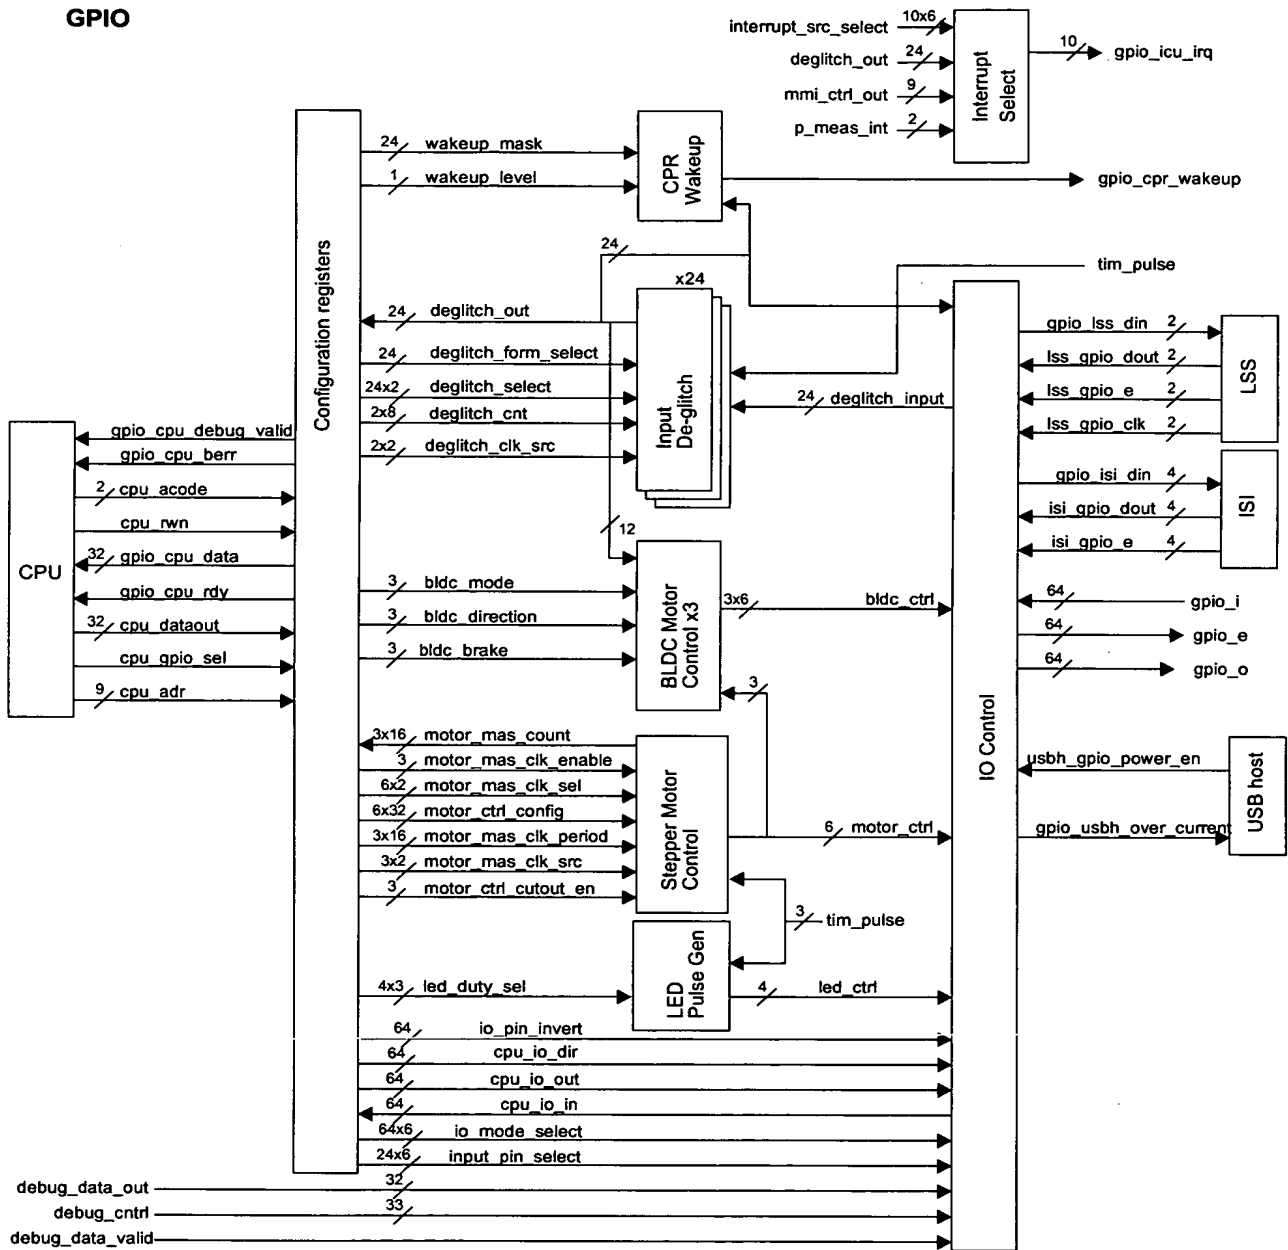 GPIO
interrupt_src_select
10x6
deglitch_out
24
mmi_ctrl_out
9
p_meas_int
2
Interrupt
Select
10
gpio_icu_irq
Configuration registers
24
wakeup_mask
1
wakeup_level
CPR
Wakeup
gpio_cpr_wakeup
24
tim_pulse
x24
24
deglitch_out
24
deglitch_form_select
24x2
deglitch_select
2x8
deglitch_cnt
2x2
deglitch_clk_src
Input
De-glitch
24
deglitch_input
12
IO Control
gpio_lss_din
2
lss_gpio_dout
2
lss_gpio_e
2
lss_gpio_clk
2
LSS
gpio_isi_din
4
isi_gpio_dout
4
isi_gpio_e
4
ISI
64
gpio_i
64
gpio_e
64
gpio_o
usbh_gpio_power_en
gpio_usbh_over_current
USB host
CPU
gpio_cpu_debug_valid
gpio_cpu_berr
2
cpu_acode
cpu_rwn
32
gpio_cpu_data
gpio_cpu_rdy
32
cpu_dataout
cpu_gpio_sel
9
cpu_adr
3
bldc_mode
3
bldc_direction
3
bldc_brake
BLDC Motor
Control x3
3x6
bldc_ctrl
3
3x16
motor_mas_count
3
motor_mas_clk_enable
6x2
motor_mas_clk_sel
6x32
motor_ctrl_config
3x16
motor_mas_clk_period
3x2
motor_mas_clk_src
3
motor_ctrl_cutout_en
Stepper Motor
Control
6
motor_ctrl
3
tim_pulse
4x3
led_duty_sel
LED
Pulse Gen
4
led_ctrl
64
io_pin_invert
64
cpu_io_dir
64
cpu_io_out
64
cpu_io_in
64x6
io_mode_select
24x6
input_pin_select
debug_data_out
32
debug_cntrl
33
debug_data_valid